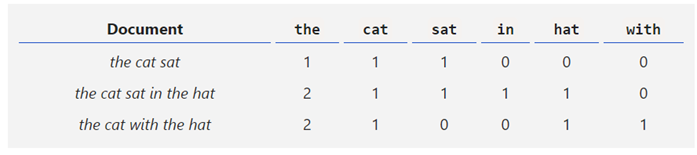 Document the cat sat in hat with
the cat sat 1 1 1 0 0 0
the cat sat in the hat 2 1 1 1 1 0
the cat with the hat 2 1 0 0 1 1